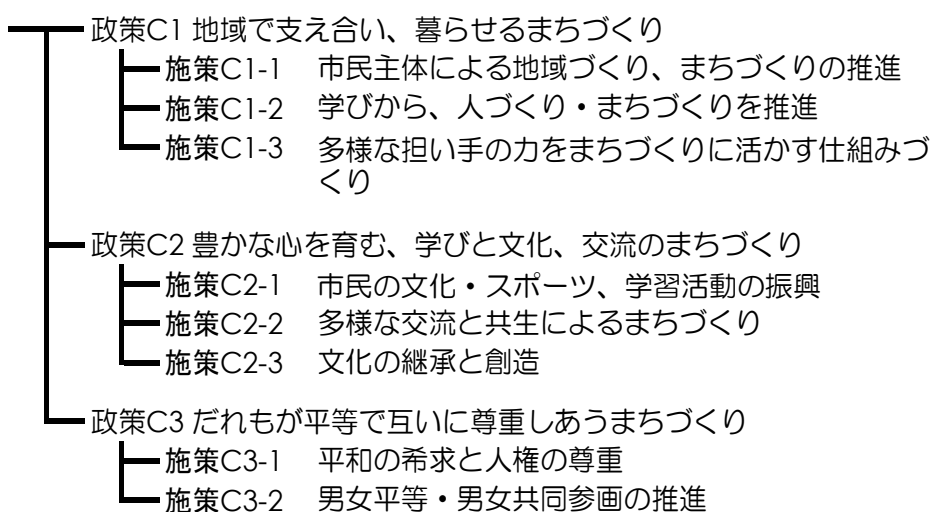 政策C1 地域で支え合い、暮らせるまちづくり
施策C1-1 市民主体による地域づくり、まちづくりの推進
施策C1-2 学びから、人づくり・まちづくりを推進
施策C1-3 多様な担い手の力をまちづくりに活かす仕組みづ
くり
政策C2 豊かな心を育む、学びと文化、交流のまちづくり
施策C2-1 市民の文化・スポーツ、学習活動の振興
施策C2-2 多様な交流と共生によるまちづくり
施策C2-3 文化の継承と創造
政策C3 だれもが平等で互いに尊重しあうまちづくり
施策C3-1 平和の希求と人権の尊重
施策C3-2 男女平等・男女共同参画の推進